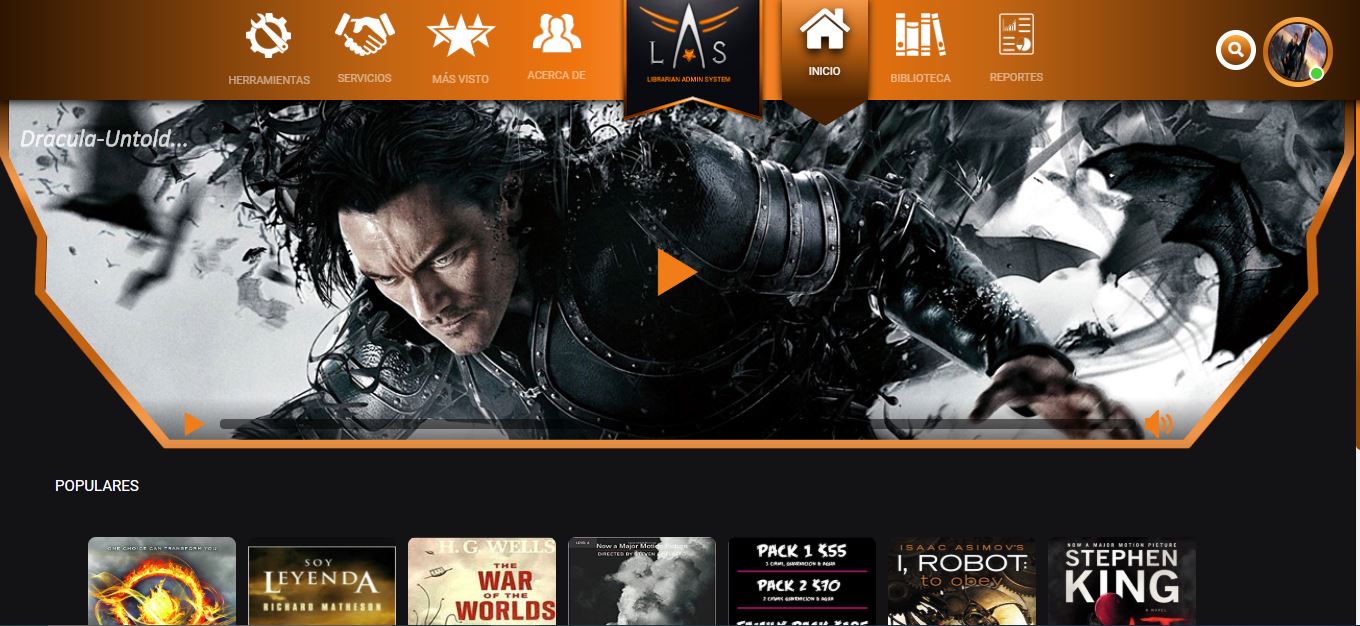 HERRAMIENTAS
SERVICIOS
MÁS VISTO
ACERCA DE
LAS
LIBRARIAN ADMIN SYSTEM
INICIO
BIBLIOTECA
REPORTES
Dracula-Untold...
POPULARES
ONE CHOICE CAN TRANSFORM YOU
SOY
LEYENDA
RICHARD MATHESON
H. G. WELLS
THE
WAR
OF THE
WORLDS
Now a Major Motion Picture
DIRECTED BY STEVEN
PACK 1 $55
PACK 2 $70
ISAAC ASIMOV'S
I, ROBOT:
to obey
NOW A MAJOR MOTION PICTURE
STEPHEN
KING
A NOVEL